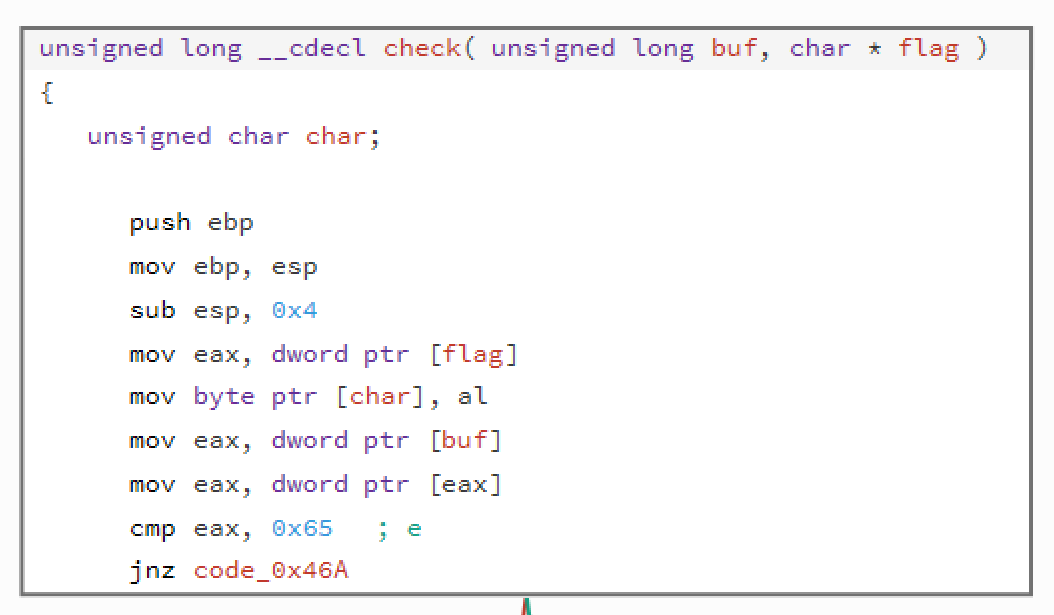 unsigned long __cdecl check( unsigned long buf, char * flag )
{
unsigned char char;
push ebp
mov ebp, esp
sub esp, 0x4
mov eax, dword ptr [flag]
mov byte ptr [char], al
mov eax, dword ptr [buf]
mov eax, dword ptr [eax]
cmp eax, 0x65 ; e
jnz code_0x46A